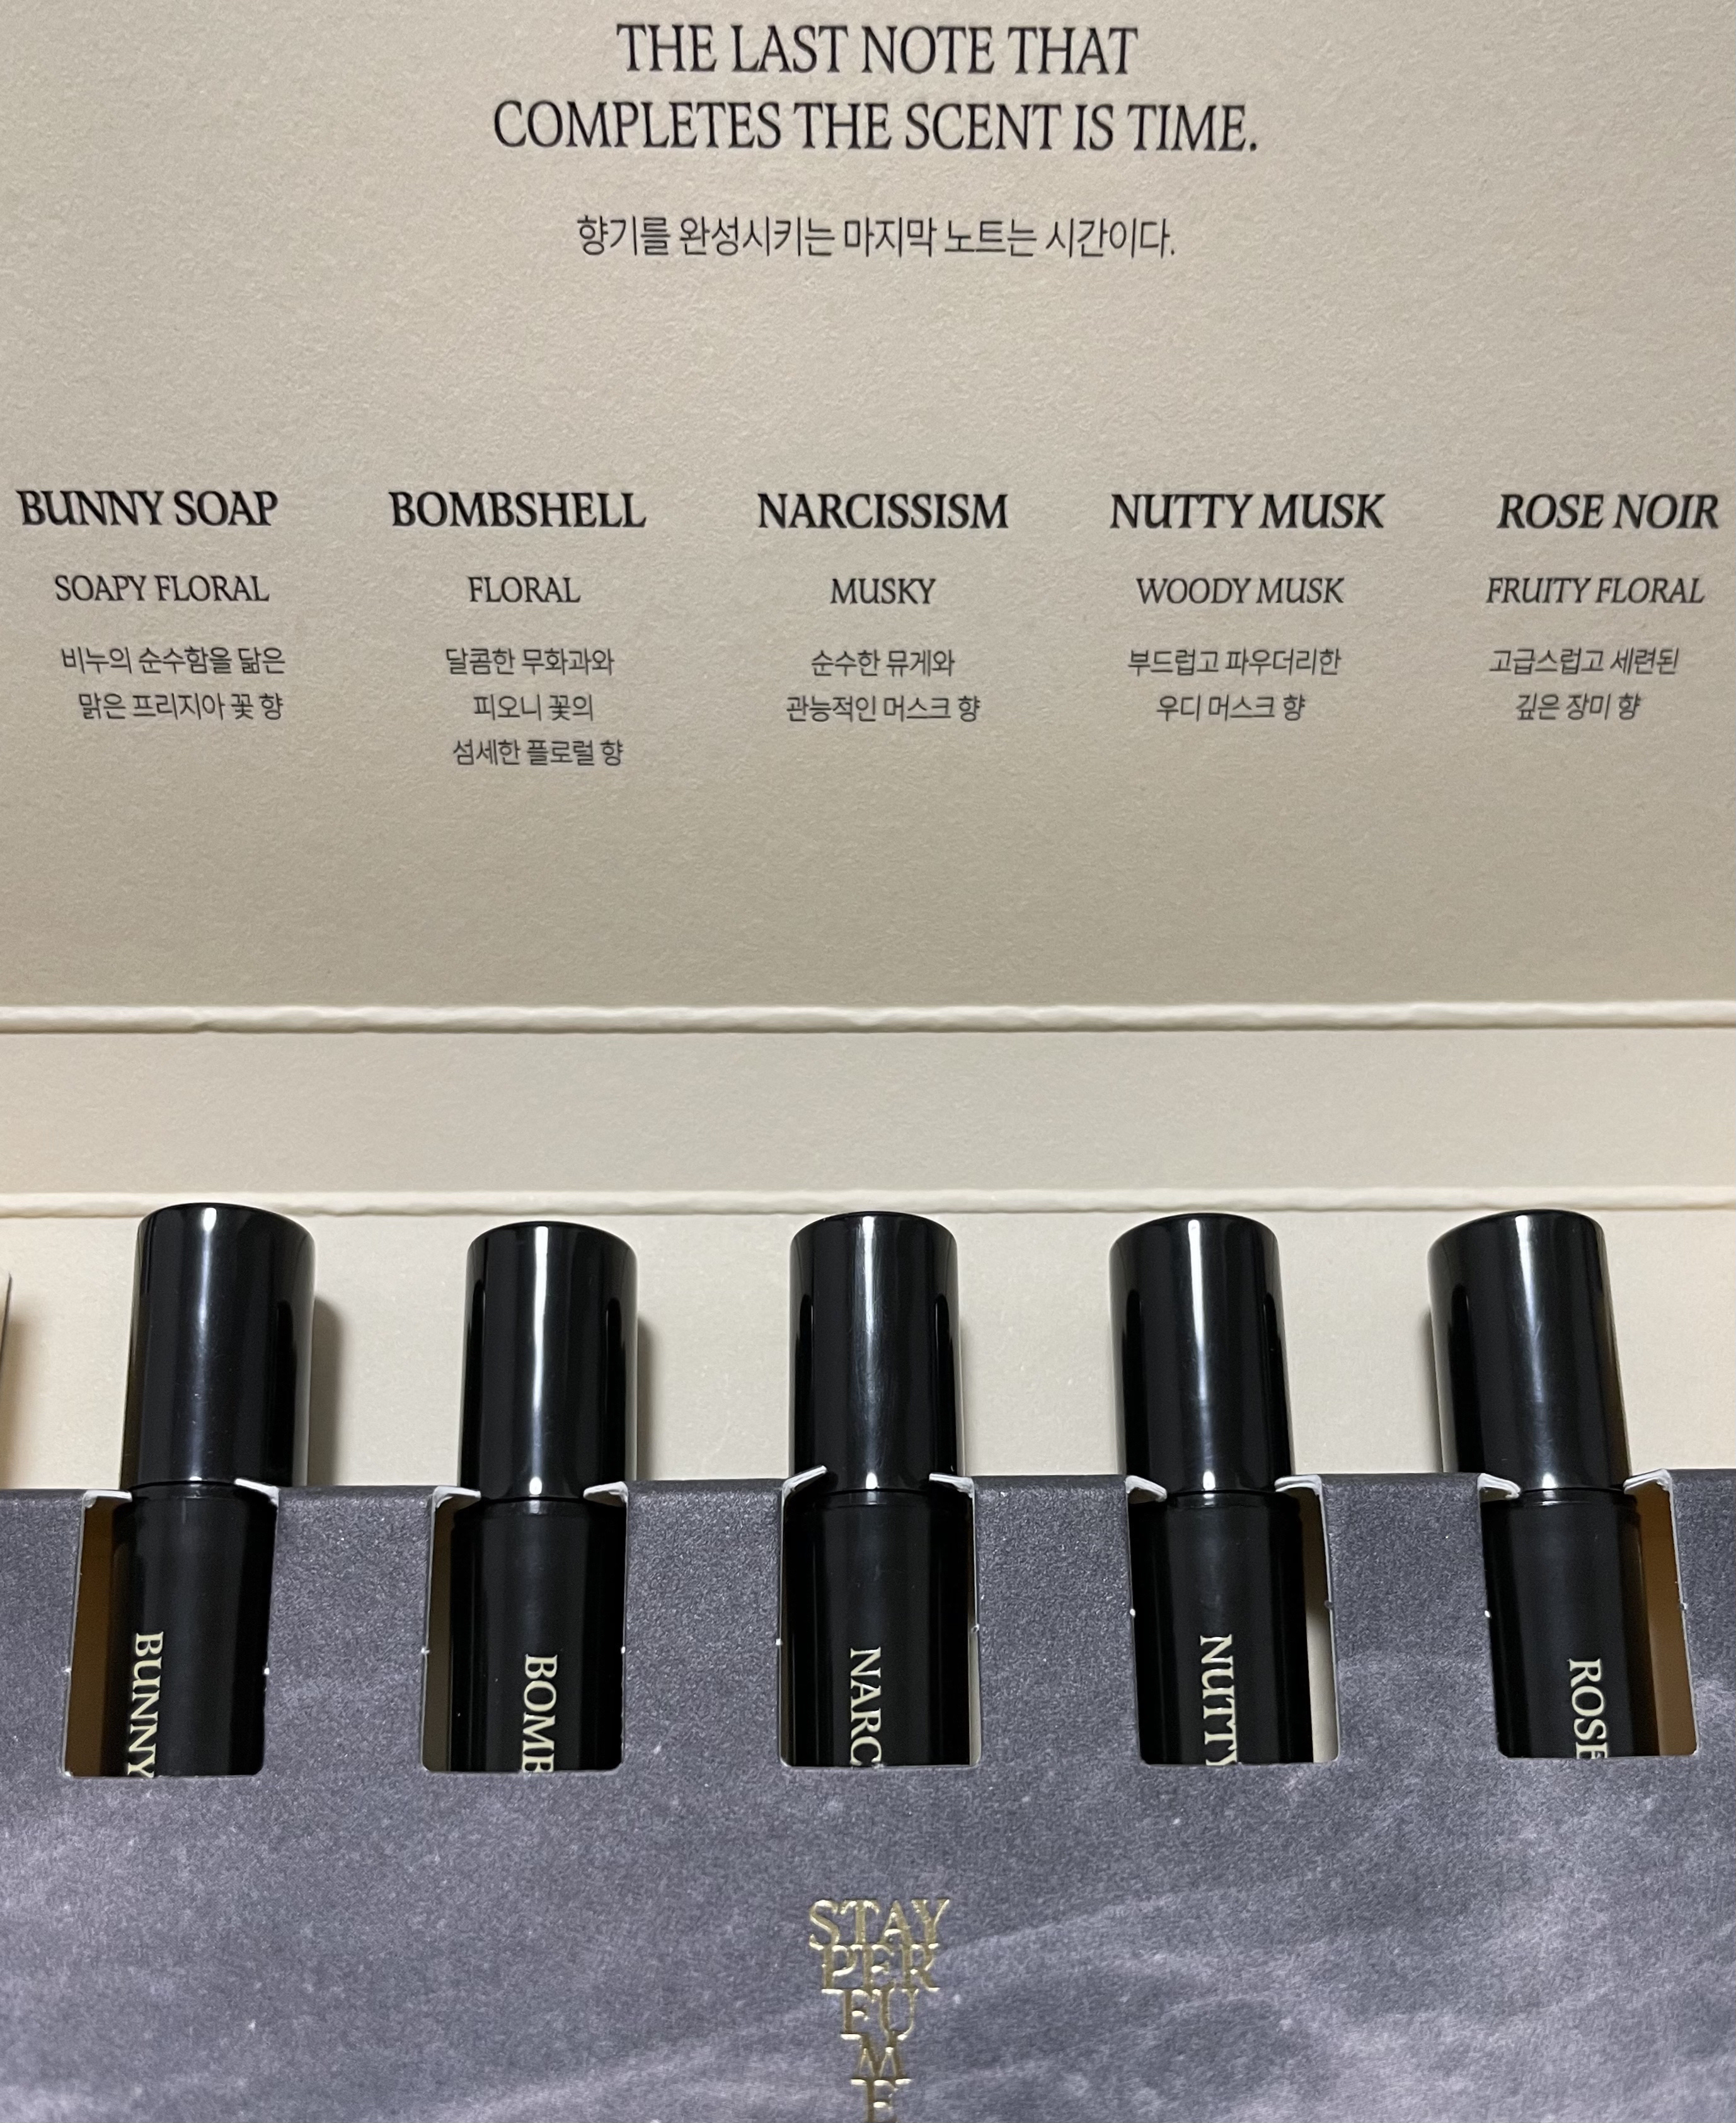 THE LAST NOTE THAT
COMPLETES THE SCENT IS TIME.
향기를 완성시키는 마지막 노트는 시간이다.
BUNNY SOAP
SOAPY FLORAL
비누의 순수함을 닮은
맑은 프리지아 꽃 향
BOMBSHELL
FLORAL
달콤한 무화과와
피오니 꽃의
섬세한 플로럴 향
NARCISSISM
MUSKY
순수한 뮤게와
관능적인 머스크 향
NUTTY MUSK
WOODY MUSK
부드럽고 파우더리한
우디 머스크 향
ROSE NOIR
FRUITY FLORAL
고급스럽고 세련된
깊은 장미 향
BUNNY
BOMB
NARC
NUTTY
ROSE
STAY
PER
FU
M
E